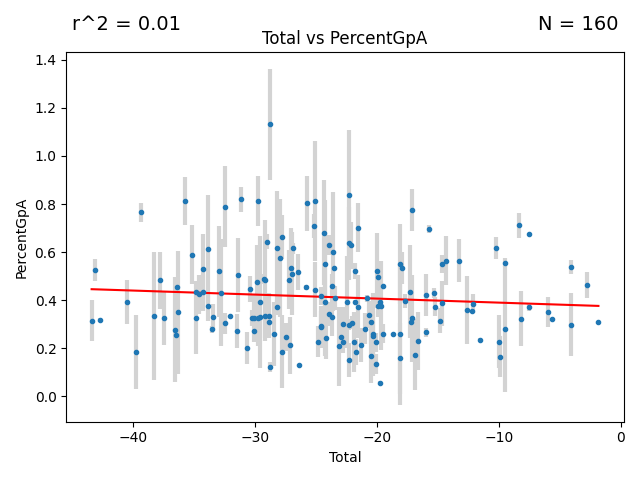 r^2 = 0.01
N = 160
Total vs PercentGpA
1.4
1.2
1.0
0.8
0.6
0.4
0.2
0.0
PercentGpA
−40
−30
−20
−10
0
Total